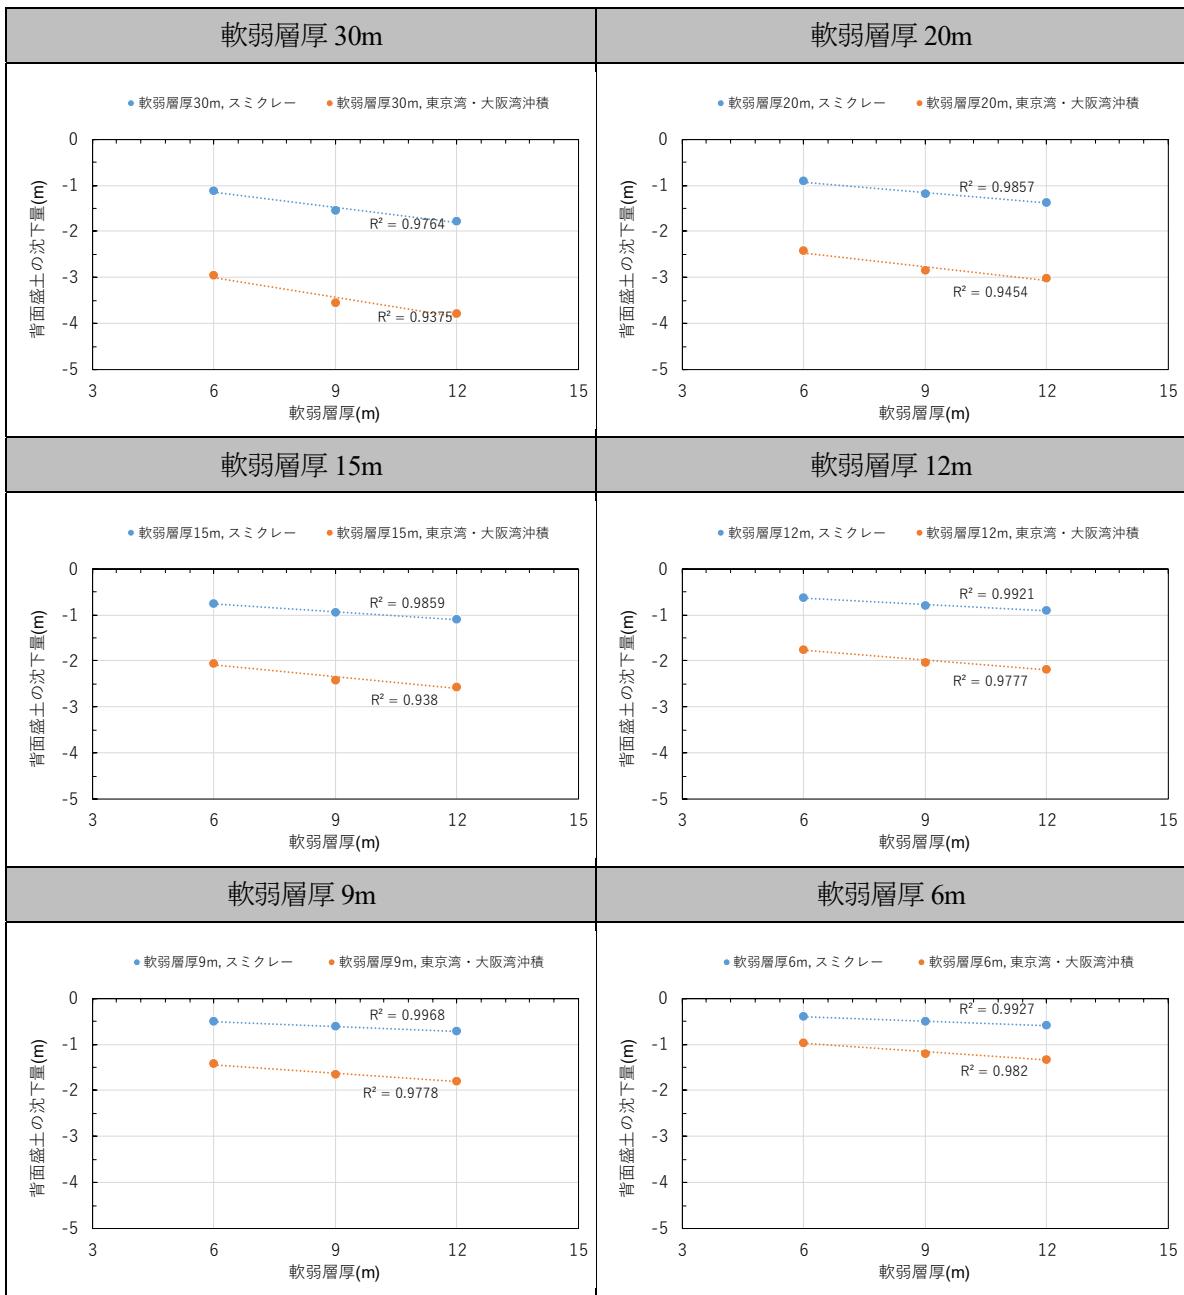 軟弱層厚 30m
軟弱層厚 20m
軟弱層厚30m, スミクレー 軟弱層厚30m, 東京湾・大阪湾沖積
0
-1
-2
-3
-4
-5
3 6 9 12 15
背面盛土の沈下量(m)
軟弱層厚(m)
R² = 0.9764
R² = 0.9375
軟弱層厚20m, スミクレー 軟弱層厚20m, 東京湾・大阪湾沖積
0
-1
-2
-3
-4
-5
3 6 9 12 15
背面盛土の沈下量(m)
軟弱層厚(m)
R² = 0.9857
R² = 0.9454
軟弱層厚 15m
軟弱層厚 12m
軟弱層厚15m, スミクレー 軟弱層厚15m, 東京湾・大阪湾沖積
0
-1
-2
-3
-4
-5
3 6 9 12 15
背面盛土の沈下量(m)
軟弱層厚(m)
R² = 0.9859
R² = 0.938
軟弱層厚12m, スミクレー 軟弱層厚12m, 東京湾・大阪湾沖積
0
-1
-2
-3
-4
-5
3 6 9 12 15
背面盛土の沈下量(m)
軟弱層厚(m)
R² = 0.9921
R² = 0.9777
軟弱層厚 9m
軟弱層厚 6m
軟弱層厚9m, スミクレー 軟弱層厚9m, 東京湾・大阪湾沖積
0
-1
-2
-3
-4
-5
3 6 9 12 15
背面盛土の沈下量(m)
軟弱層厚(m)
R² = 0.9968
R² = 0.9778
軟弱層厚6m, スミクレー 軟弱層厚6m, 東京湾・大阪湾沖積
0
-1
-2
-3
-4
-5
3 6 9 12 15
背面盛土の沈下量(m)
軟弱層厚(m)
R² = 0.9927
R² = 0.982